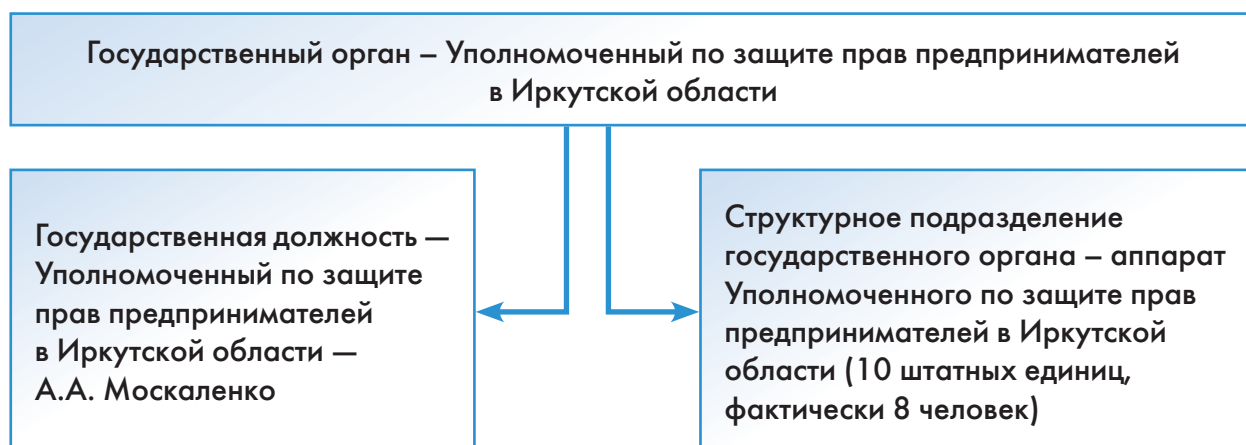 Государственный орган – Уполномоченный по защите прав предпринимателей
в Иркутской области
Государственная должность —
Уполномоченный по защите
прав предпринимателей
в Иркутской области —
А.А. Москаленко
Структурное подразделение
государственного органа – аппарат
Уполномоченного по защите прав
предпринимателей в Иркутской
области (10 штатных единиц,
фактически 8 человек)